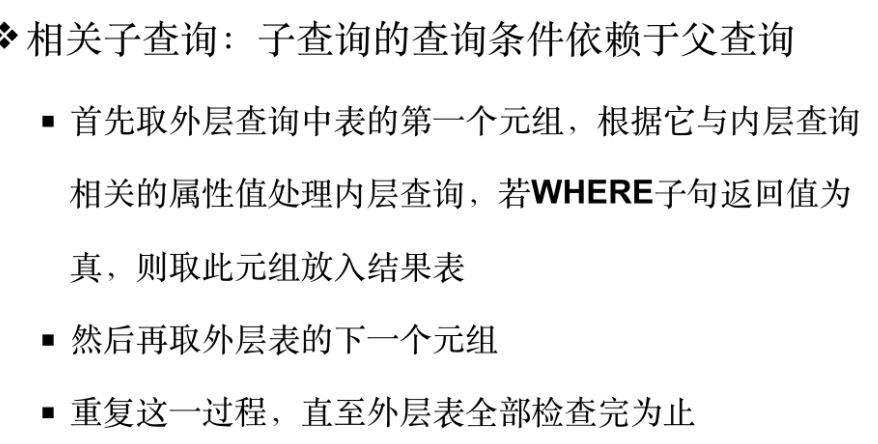 ❖相关子查询：子查询的查询条件依赖于父查询
▪ 首先取外层查询中表的第一个元组，根据它与内层查询
相关的属性值处理内层查询，若WHERE子句返回值为
真，则取此元组放入结果表
▪ 然后再取外层表的下一个元组
▪ 重复这一过程，直至外层表全部检查完为止